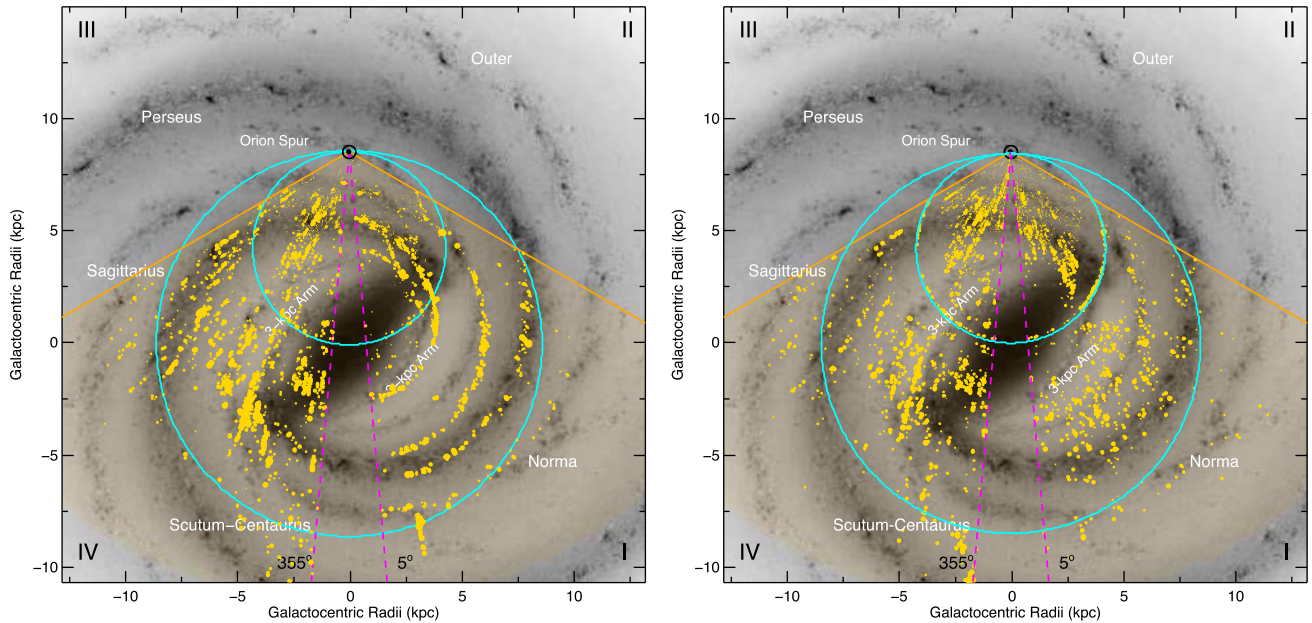 III
II
Outer
Perseus
Orion Spur
Sagittarius
3-kpc Arm
3-kpc Arm
Norma
Scutum-Centaurus
IV
I
355°
5°
10
5
0
-5
-10
-10
-5
0
5
10
Galactocentric Radii (kpc)
Galactocentric Radii (kpc)
III
II
Outer
Perseus
Orion Spur
Sagittarius
3-kpc Arm
3-kpc Arm
Norma
Scutum-Centaurus
IV
I
355°
5°
10
5
0
-5
-10
-10
-5
0
5
10
Galactocentric Radii (kpc)
Galactocentric Radii (kpc)